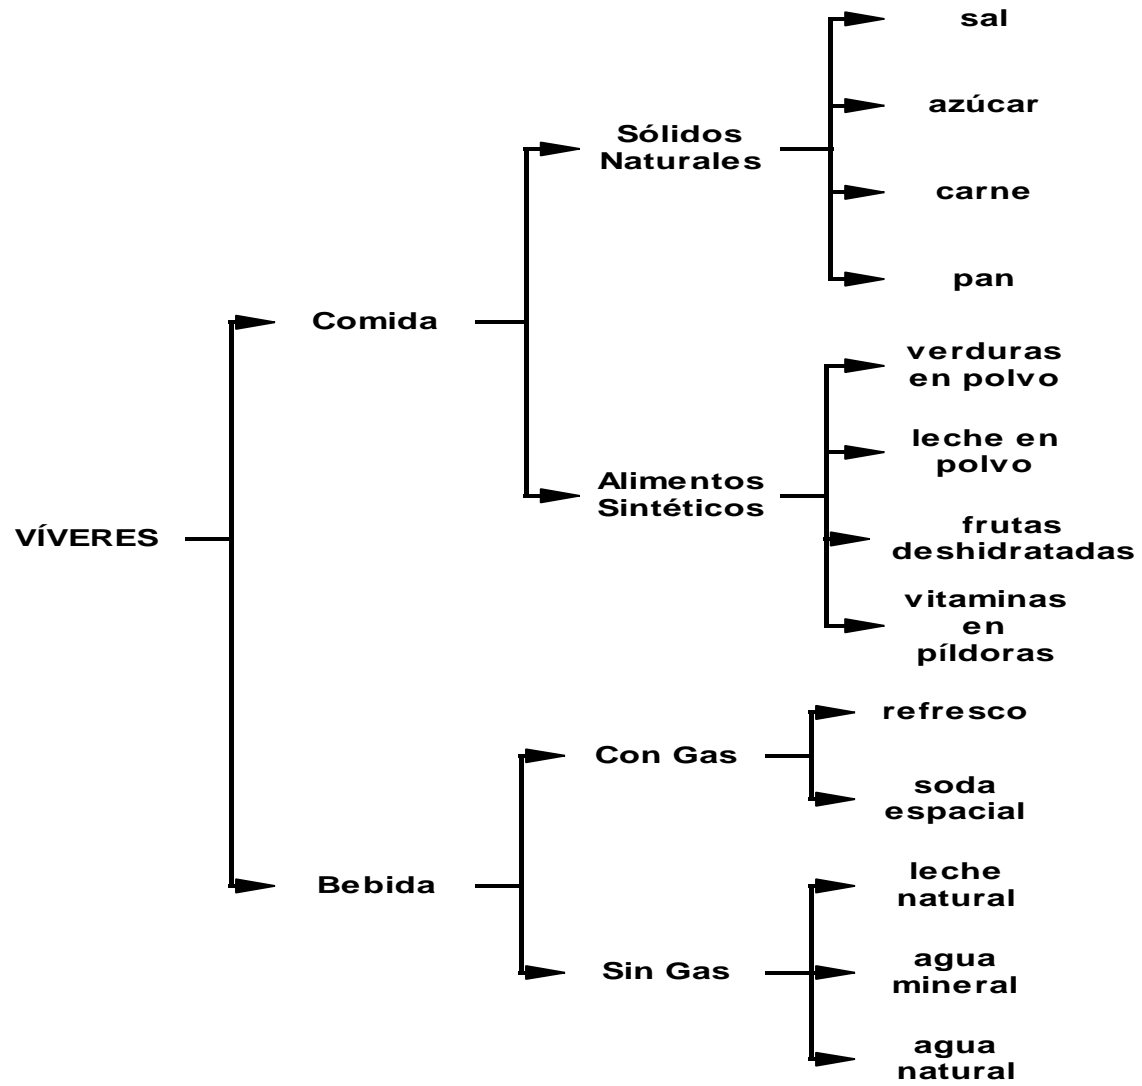 VÍVERES
Comida
Sólidos
Naturales
sal
azúcar
carne
pan
Alimentos
Sintéticos
verduras
en polvo
leche en
polvo
frutas
deshidratadas
vitaminas
en
píldoras
Bebida
Con Gas
refresco
soda
espacial
Sin Gas
leche
natural
agua
mineral
agua
natural